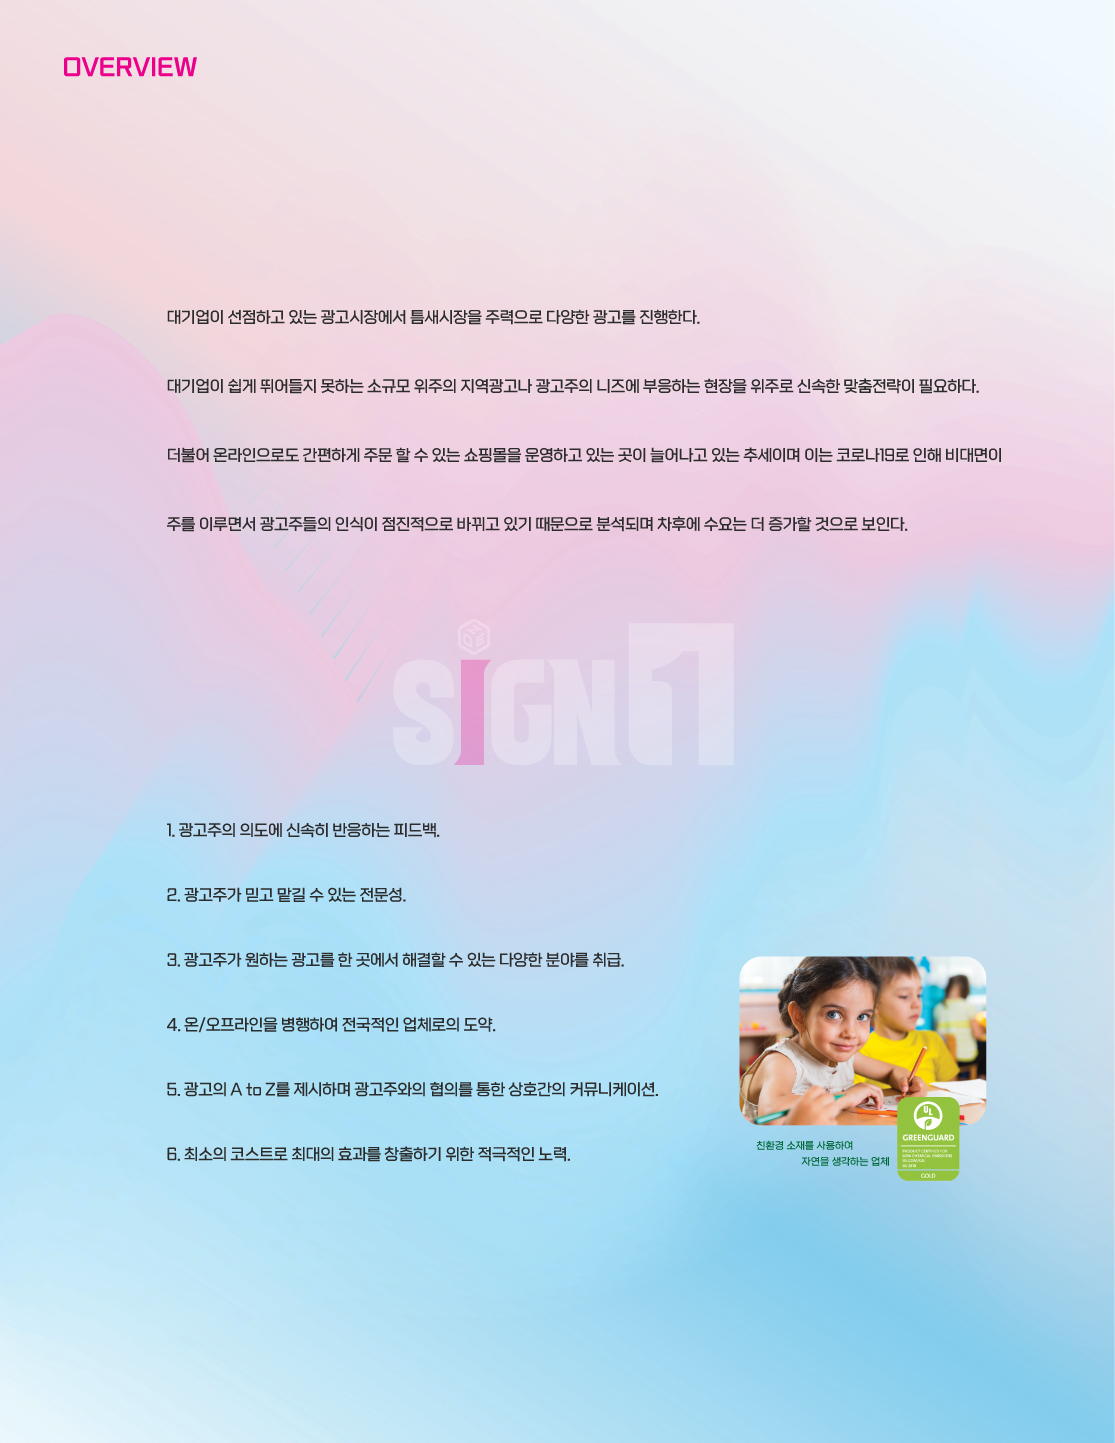 OVERVIEW
대기업이 선점하고 있는 광고시장에서 틈새시장을 주력으로 다양한 광고를 진행한다.
대기업이 쉽게 뛰어들지 못하는 소규모 위주의 지역광고나 광고주의 니즈에 부응하는 현장을 위주로 신속한 맞춤전략이 필요하다.
더불어 온라인으로도 간편하게 주문 할 수 있는 쇼핑몰을 운영하고 있는 곳이 늘어나고 있는 추세이며 이는 코로나19로 인해 비대면이
주를 이루면서 광고주들의 인식이 점진적으로 바뀌고 있기 때문으로 분석되며 차후에 수요는 더 증가할 것으로 보인다.
SIGN1
1. 광고주의 의도에 신속히 반응하는 피드백.
2. 광고주가 믿고 맡길 수 있는 전문성.
3. 광고주가 원하는 광고를 한 곳에서 해결할 수 있는 다양한 분야를 취급.
4. 온/오프라인을 병행하여 전국적인 업체로의 도약.
5. 광고의 A to Z를 제시하며 광고주와의 협의를 통한 상호간의 커뮤니케이션.
6. 최소의 코스트로 최대의 효과를 창출하기 위한 적극적인 노력.
친환경 소재를 사용하여
자연을 생각하는 업체
UL
GREENGUARD
PRODUCT CERTIFIED FOR
LOW CHEMICAL EMISSIONS
UL.COM/GG
UL 2818
GOLD